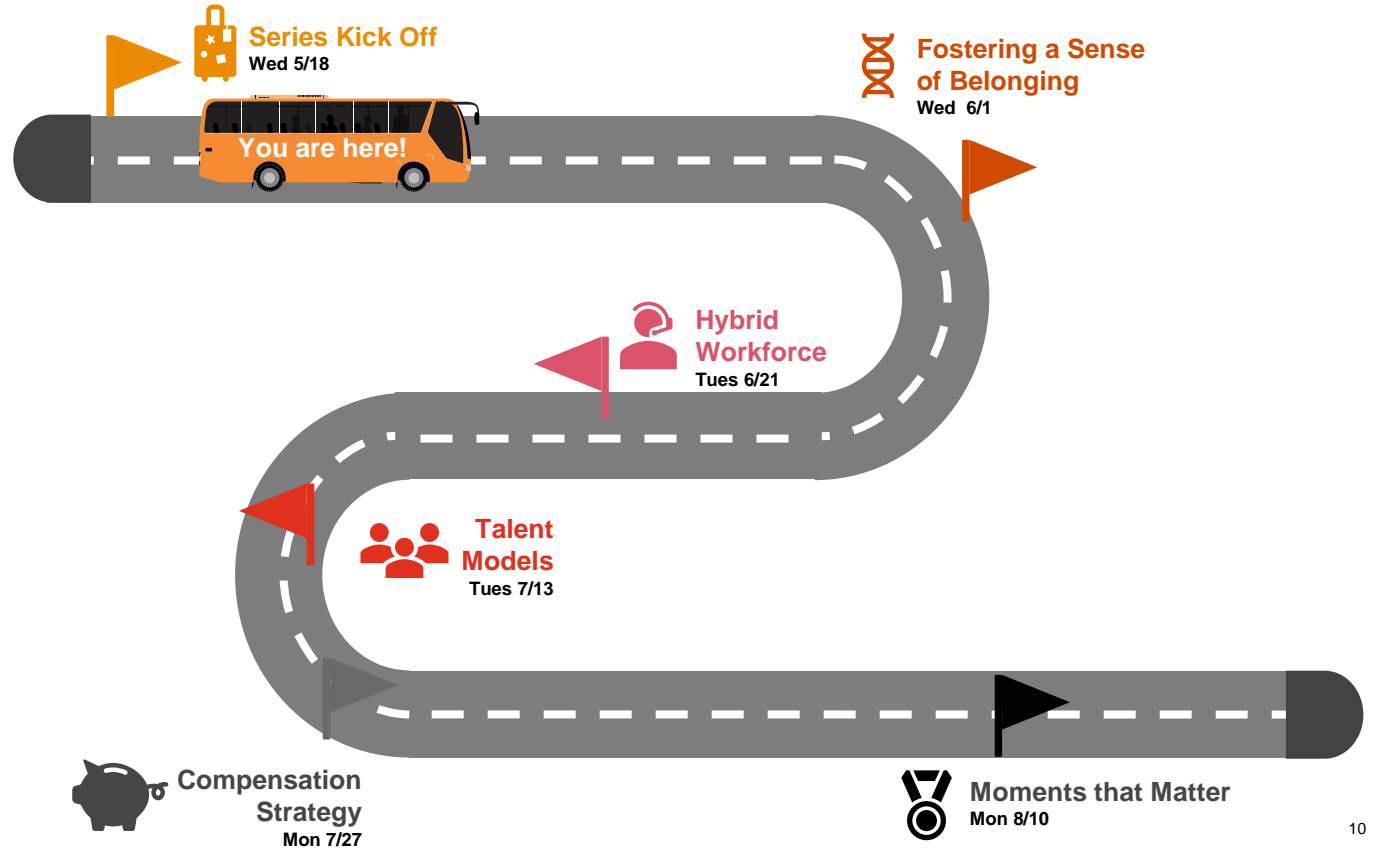 Series Kick Off
Wed 5/18
You are here!
Fostering a Sense
of Belonging
Wed 6/1
Hybrid
Workforce
Tues 6/21
Talent
Models
Tues 7/13
Compensation
Strategy
Mon 7/27
Moments that Matter
Mon 8/10
10